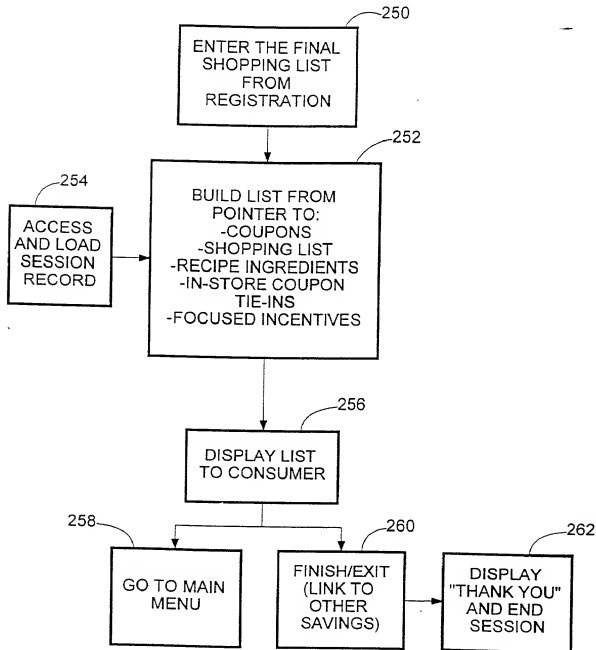 250
ENTER THE FINAL
SHOPPING LIST
FROM
REGISTRATION
252
BUILD LIST FROM
POINTER TO:
-COUPONS
-SHOPPING LIST
-RECIPE INGREDIENTS
-IN-STORE COUPON
TIE-INS
-FOCUSED INCENTIVES
254
ACCESS
AND LOAD
SESSION
RECORD
256
DISPLAY LIST
TO CONSUMER
258
GO TO MAIN
MENU
260
FINISH/EXIT
(LINK TO
OTHER
SAVINGS)
262
DISPLAY
"THANK YOU"
AND END
SESSION